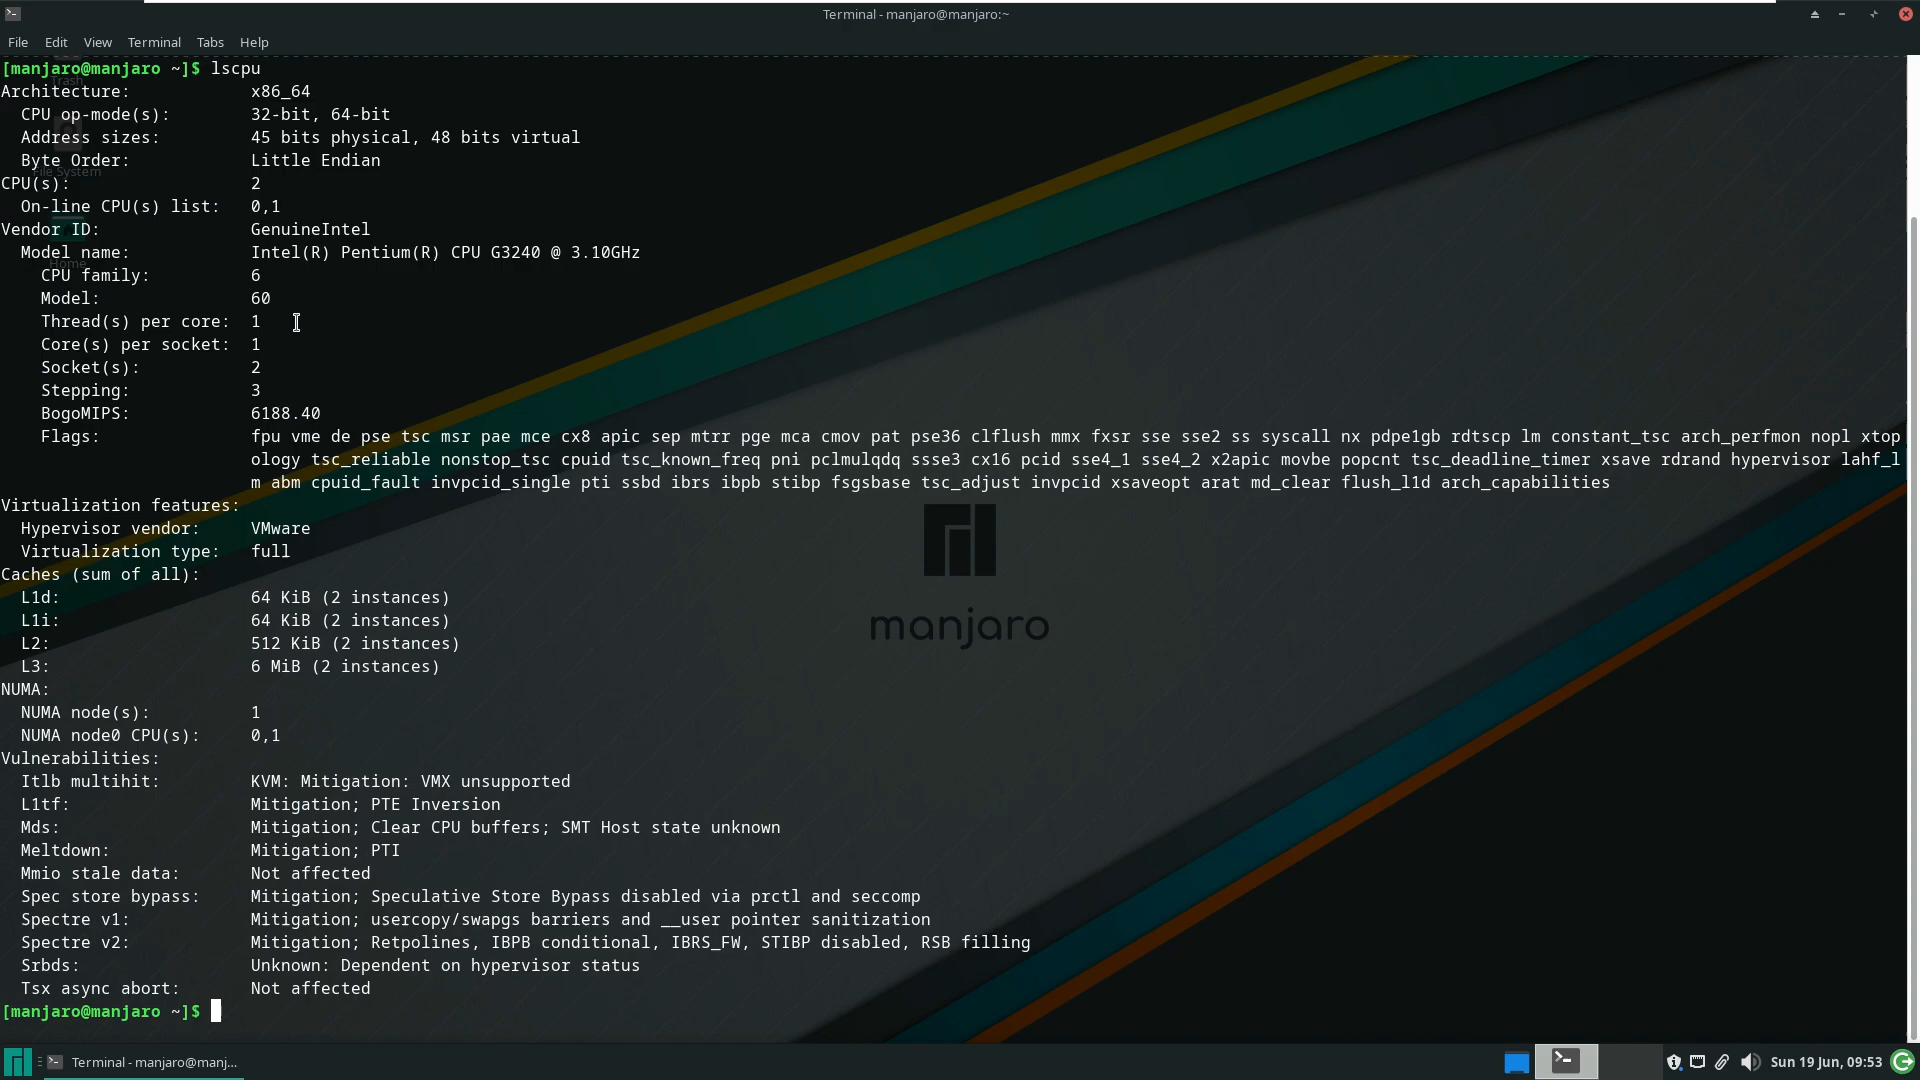 Terminal - manjaro@manjaro:~
File Edit View Terminal Tabs Help
[manjaro@manjaro ~]$ lscpu
Trash
Architecture: x86_64
CPU op-mode(s): 32-bit, 64-bit
Address sizes: 45 bits physical, 48 bits virtual
Byte Order: Little Endian
File System
CPU(s): 2
On-line CPU(s) list: 0,1
Vendor ID: GenuineIntel
Model name: Intel(R) Pentium(R) CPU G3240 @ 3.10GHz
Home
CPU family: 6
Model: 60
Thread(s) per core: 1
Core(s) per socket: 1
Socket(s): 2
Stepping: 3
BogoMIPS: 6188.40
Flags: fpu vme de pse tsc msr pae mce cx8 apic sep mtrr pge mca cmov pat pse36 clflush mmx fxsr sse sse2 ss syscall nx pdpe1gb rdtscp lm constant_tsc arch_perfmon nopl xtop
ology tsc_reliable nonstop_tsc cpuid tsc_known_freq pni pclmulqdq ssse3 cx16 pcid sse4_1 sse4_2 x2apic movbe popcnt tsc_deadline_timer xsave rdrand hypervisor lahf_l
m abm cpuid_fault invpcid_single pti ssbd ibrs ibpb stibp fsgsbase tsc_adjust invpcid xsaveopt arat md_clear flush_l1d arch_capabilities
Virtualization features:
Hypervisor vendor: VMware
Virtualization type: full
Caches (sum of all):
L1d: 64 KiB (2 instances)
L1i: 64 KiB (2 instances)
manjaro
L2: 512 KiB (2 instances)
L3: 6 MiB (2 instances)
NUMA:
NUMA node(s): 1
NUMA node0 CPU(s): 0,1
Vulnerabilities:
Itlb multihit: KVM: Mitigation: VMX unsupported
L1tf: Mitigation; PTE Inversion
Mds: Mitigation; Clear CPU buffers; SMT Host state unknown
Meltdown: Mitigation; PTI
Mmio stale data: Not affected
Spec store bypass: Mitigation; Speculative Store Bypass disabled via prctl and seccomp
Spectre v1: Mitigation; usercopy/swapgs barriers and __user pointer sanitization
Spectre v2: Mitigation; Retpolines, IBPB conditional, IBRS_FW, STIBP disabled, RSB filling
Srbds: Unknown: Dependent on hypervisor status
Tsx async abort: Not affected
[manjaro@manjaro ~]$
Terminal - manjaro@manj... Sun 19 Jun, 09:53